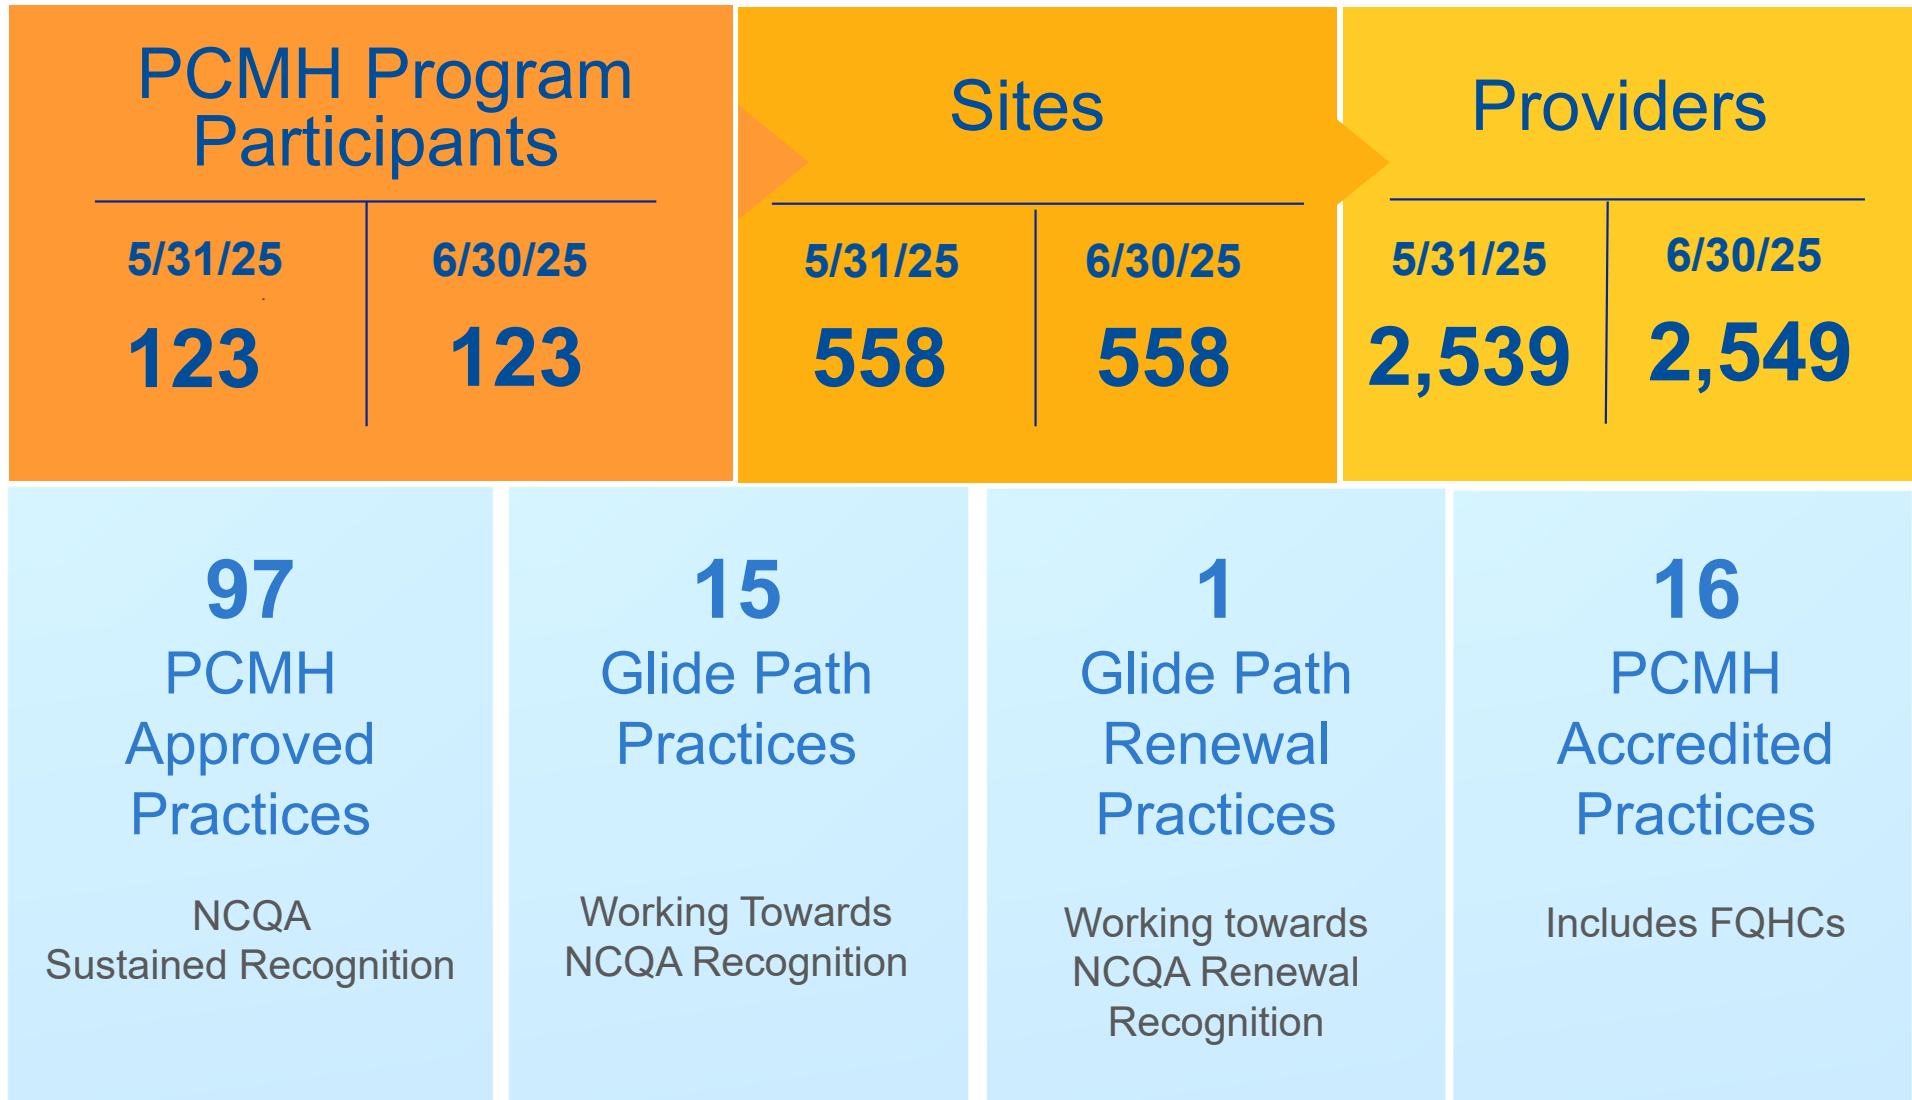 PCMH Program
Participants
5/31/25
6/30/25
123
123
Sites
5/31/25
6/30/25
558
558
Providers
5/31/25
6/30/25
2,539
2,549
97
PCMH
Approved
Practices
NCQA
Sustained Recognition
15
Glide Path
Practices
Working Towards
NCQA Recognition
1
Glide Path
Renewal
Practices
Working towards
NCQA Renewal
Recognition
16
PCMH
Accredited
Practices
Includes FQHCs